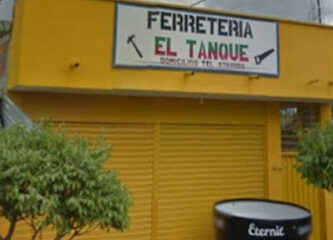 FERRETERIA
EL TANQUE
DOMICILIOS TEL
Eternit